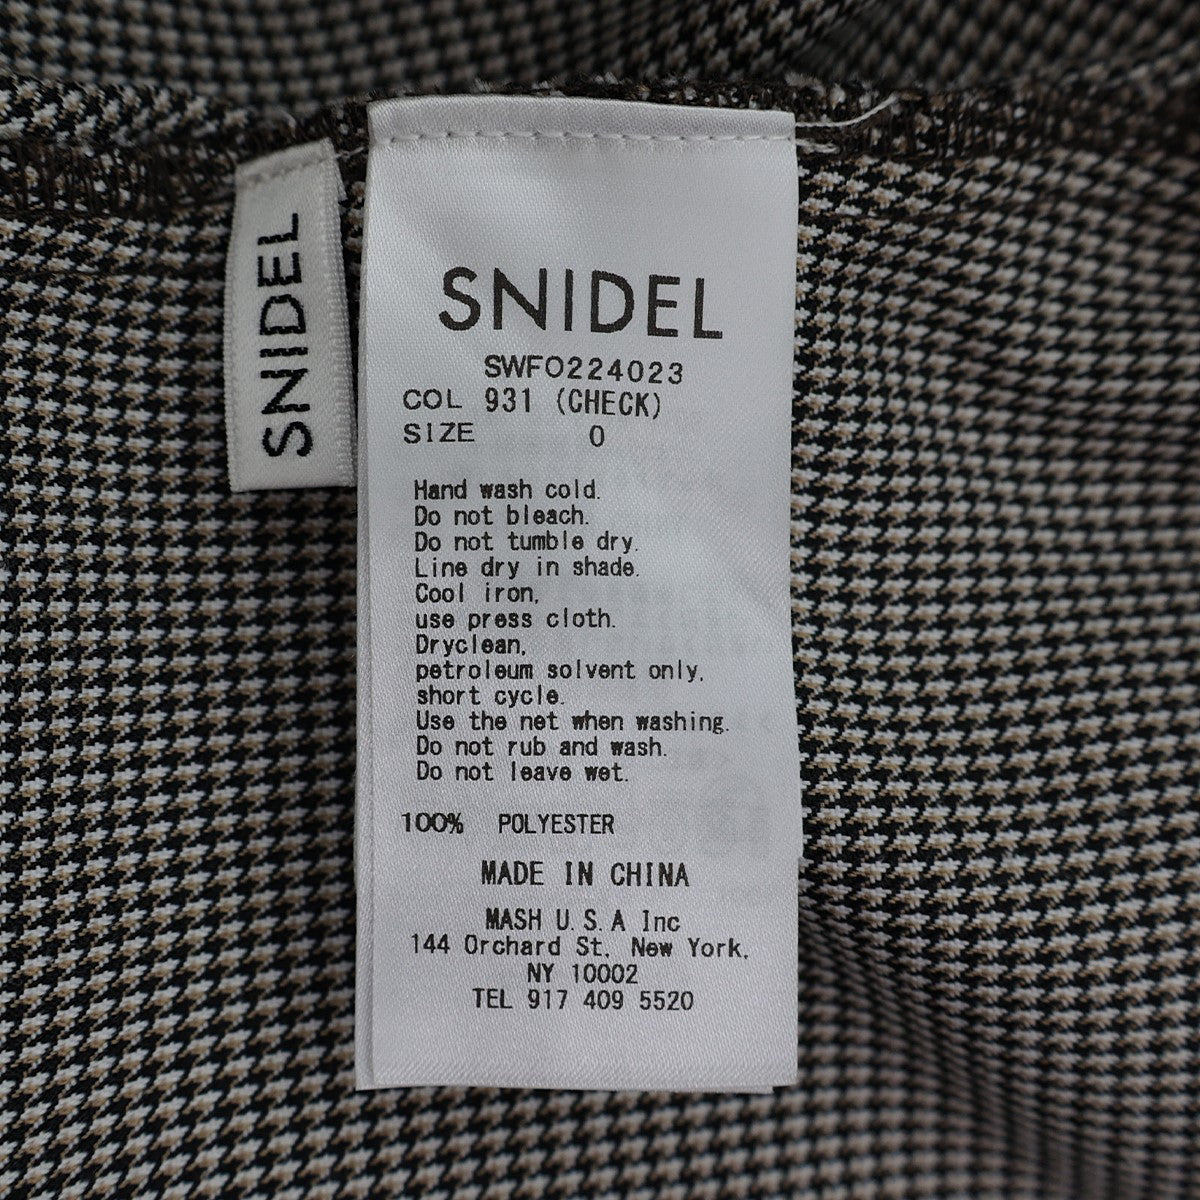 SNIDEL
SNIDEL
SWFO224023
COL 931 (CHECK)
SIZE 0
Hand wash cold.
Do not bleach.
Do not tumble dry.
Line dry in shade.
Cool iron,
use press cloth.
Dryclean,
petroleum solvent only,
short cycle.
Use the net when washing.
Do not rub and wash.
Do not leave wet.
100% POLYESTER
MADE IN CHINA
MASH U.S.A Inc
144 Orchard St, New York,
NY 10002
TEL 917 409 5520